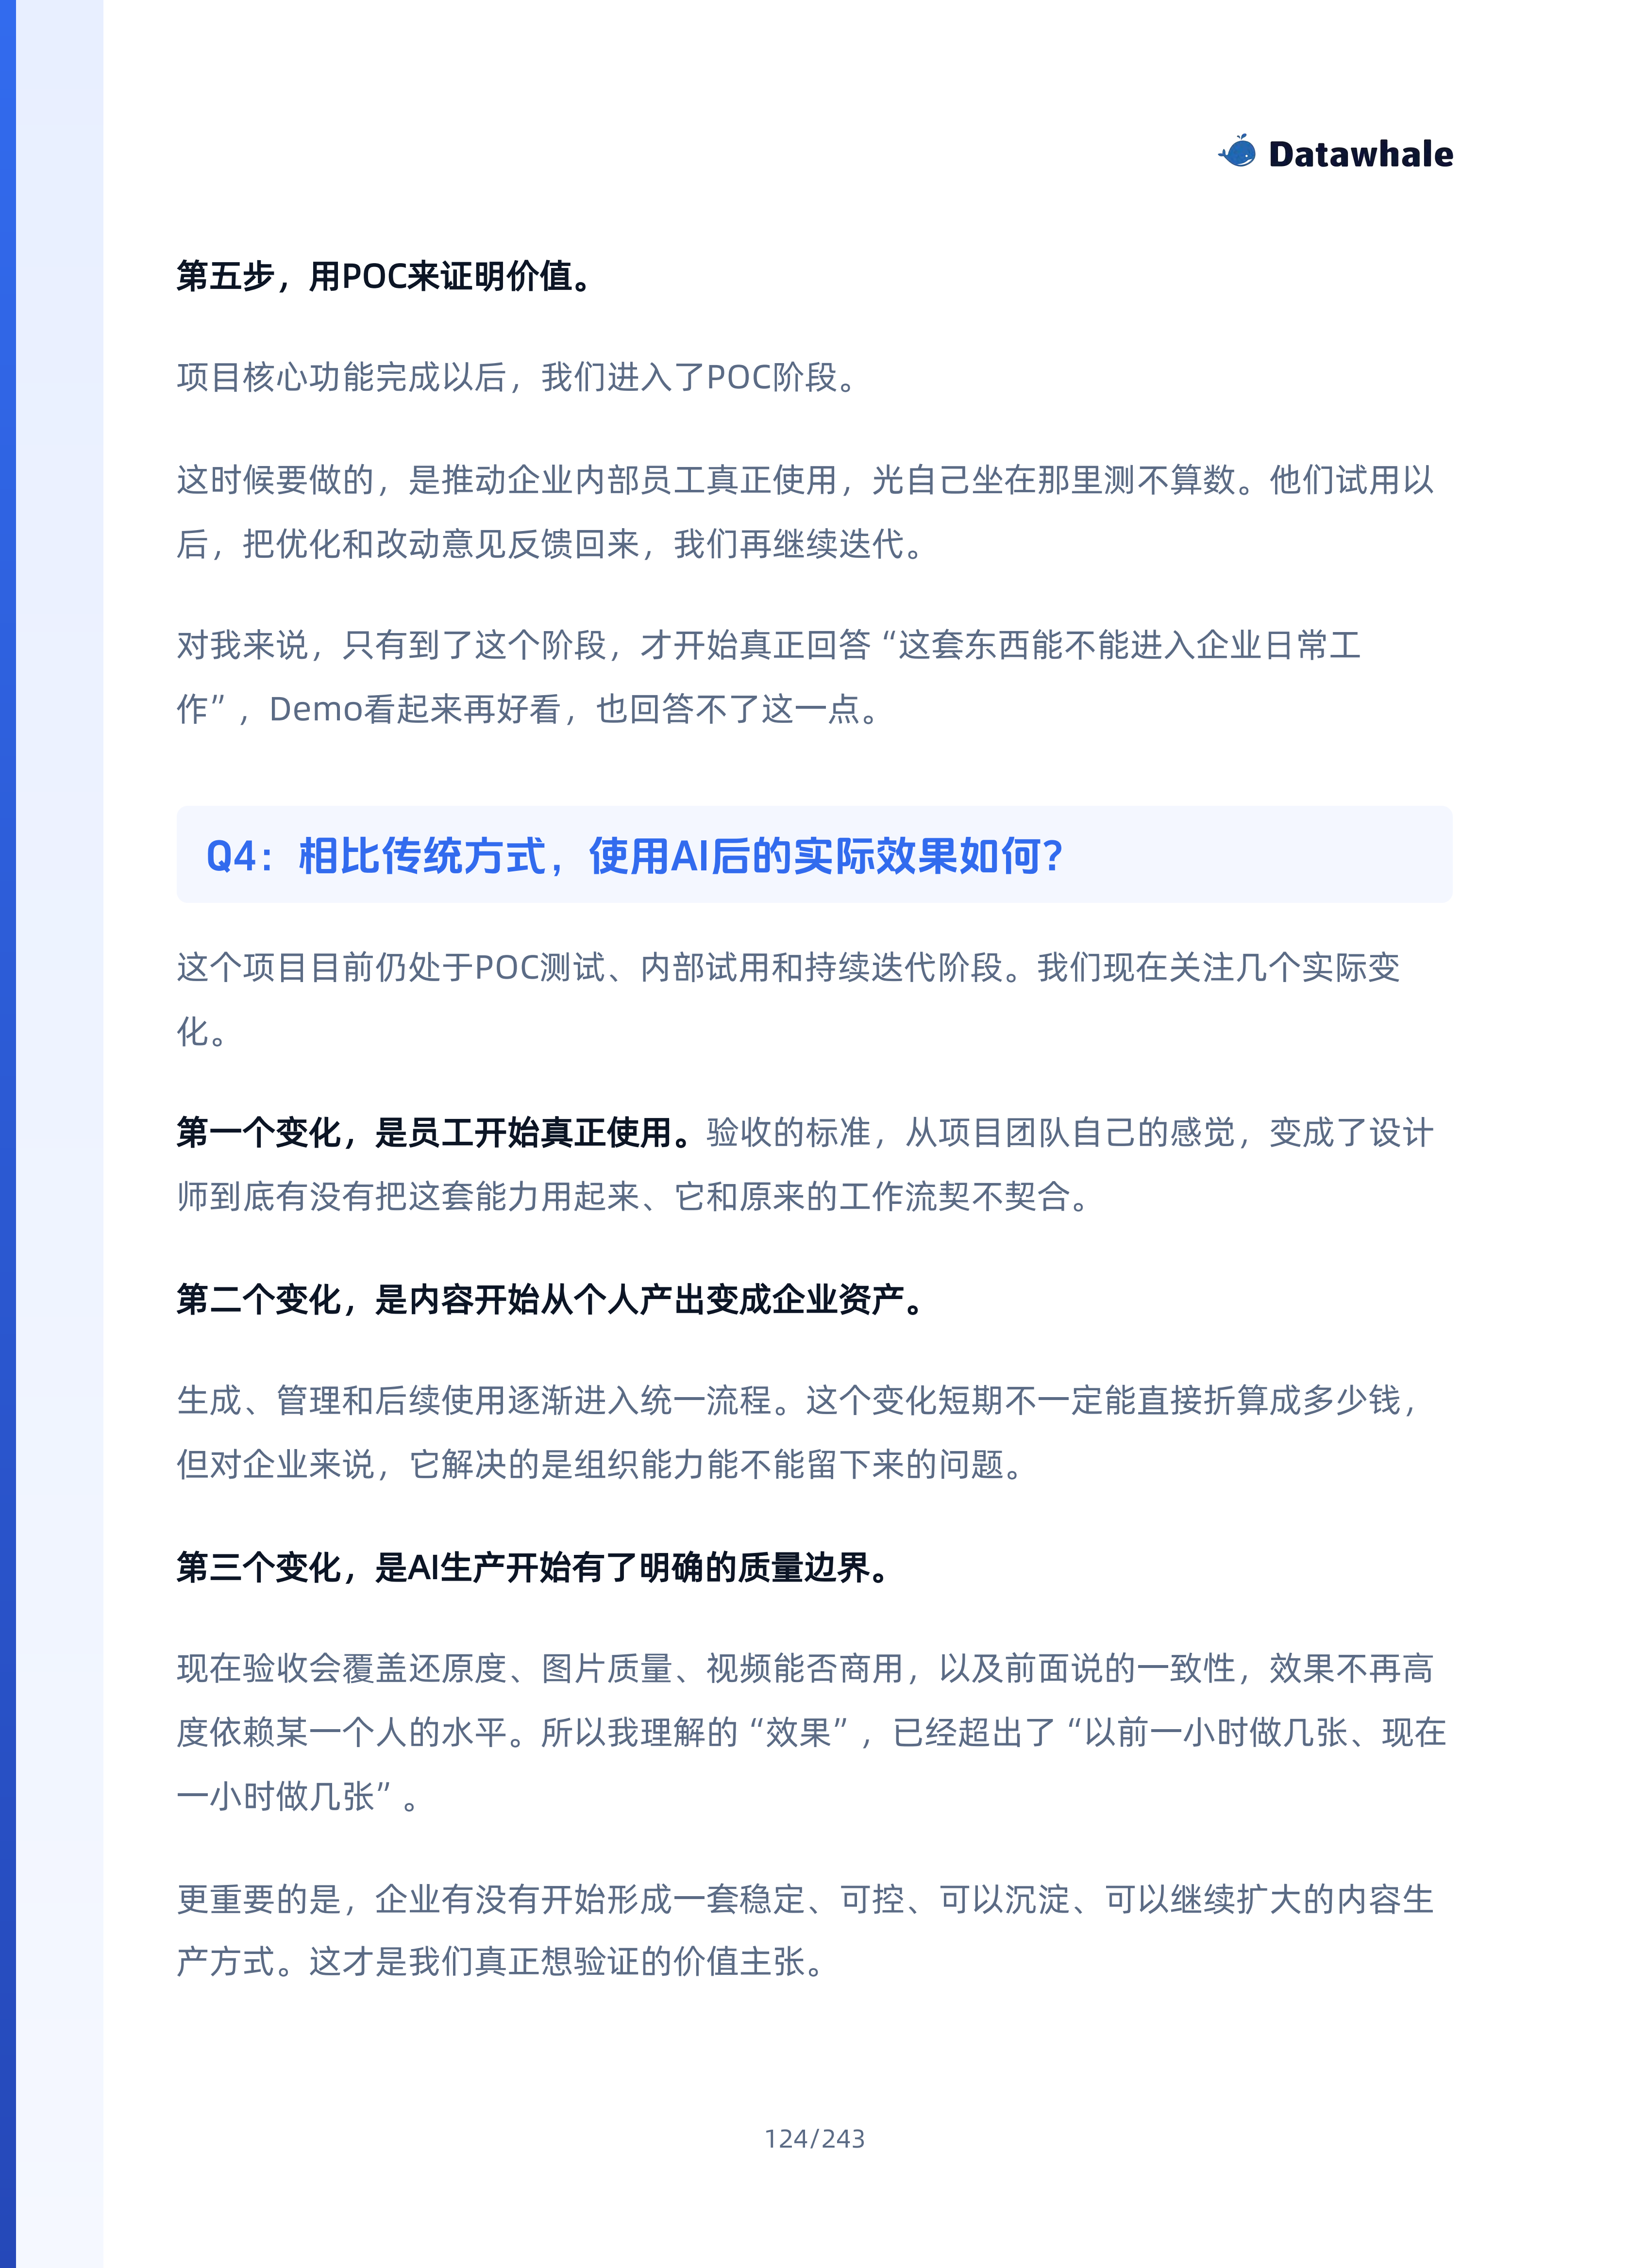 Datawhale
第五步，用POC来证明价值。
项目核心功能完成以后，我们进入了POC阶段。
这时候要做的，是推动企业内部员工真正使用，光自己坐在那里测不算数。他们试用以
后，把优化和改动意见反馈回来，我们再继续迭代。
对我来说，只有到了这个阶段，才开始真正回答“这套东西能不能进入企业日常工
作”，Demo看起来再好看，也回答不了这一点。
Q4：相比传统方式，使用AI后的实际效果如何？
这个项目目前仍处于POC测试、内部试用和持续迭代阶段。我们现在关注几个实际变
化。
第一个变化，是员工开始真正使用。验收的标准，从项目团队自己的感觉，变成了设计
师到底有没有把这套能力用起来、它和原来的工作流契不契合。
第二个变化，是内容开始从个人产出变成企业资产。
生成、管理和后续使用逐渐进入统一流程。这个变化短期不一定能直接折算成多少钱，
但对企业来说，它解决的是组织能力能不能留下来的问题。
第三个变化，是AI生产开始有了明确的质量边界。
现在验收会覆盖还原度、图片质量、视频能否商用，以及前面说的一致性，效果不再高
度依赖某一个人的水平。所以我理解的“效果”，已经超出了“以前一小时做几张、现在
一小时做几张”。
更重要的是，企业有没有开始形成一套稳定、可控、可以沉淀、可以继续扩大的内容生
产方式。这才是我们真正想验证的价值主张。
124/243